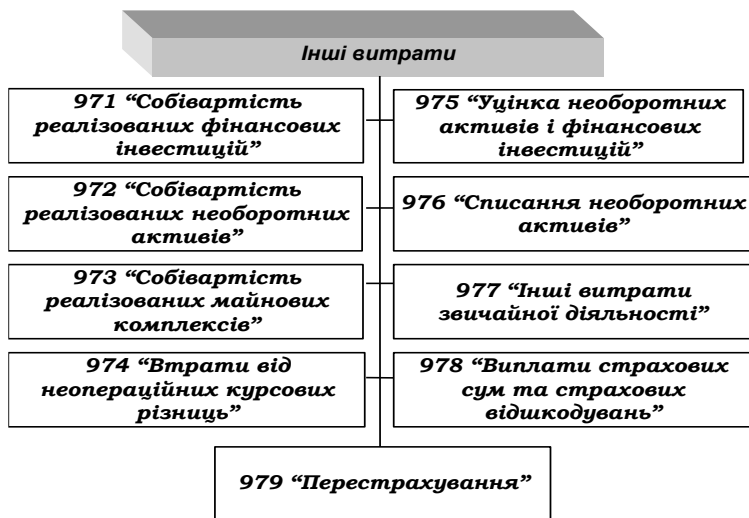 Інші витрати
971 “Собівартість
реалізованих фінансових
інвестицій”
975 “Уцінка необоротних
активів і фінансових
інвестицій”
972 “Собівартість
реалізованих необоротних
активів”
976 “Списання необоротних
активів”
973 “Собівартість
реалізованих майнових
комплексів”
977 “Інші витрати
звичайної діяльності”
974 “Втрати від
неопераційних курсових
різниць”
978 “Виплати страхових
сум та страхових
відшкодувань”
979 “Перестрахування”